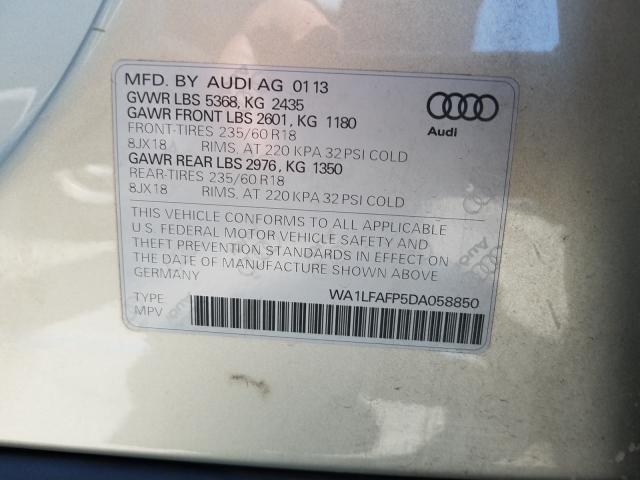 MFD. BY AUDI AG 01 13
GVWR LBS 5368, KG 2435
GAWR FRONT LBS 2601, KG 1180
FRONT-TIRES 235/60 R18
8JX18 RIMS, AT 220 KPA 32 PSI COLD
GAWR REAR LBS 2976, KG 1350
REAR-TIRES 235/60 R18
8JX18 RIMS, AT 220 KPA 32 PSI COLD
Audi
THIS VEHICLE CONFORMS TO ALL APPLICABLE
U.S. FEDERAL MOTOR VEHICLE SAFETY AND
THEFT PREVENTION STANDARDS IN EFFECT ON
THE DATE OF MANUFACTURE SHOWN ABOVE
GERMANY
WA1LFAFP5DA058850
TYPE
MPV